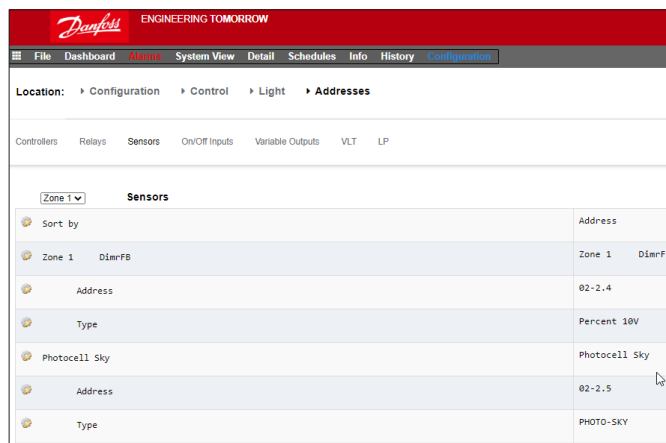 Danfoss ENGINEERING TOMORROW
File Dashboard Alarms System View Detail Schedules Info History Configuration
Location: Configuration Control Light Addresses
Controllers Relays Sensors On/Off Inputs Variable Outputs VLT LP
Zone 1 Sensors
Sort by Address
Zone 1 DimrFB Zone 1 DimrF
Address 02-2.4
Type Percent 10V
Photocell Sky Photocell Sky
Address 02-2.5
Type PHOTO-SKY